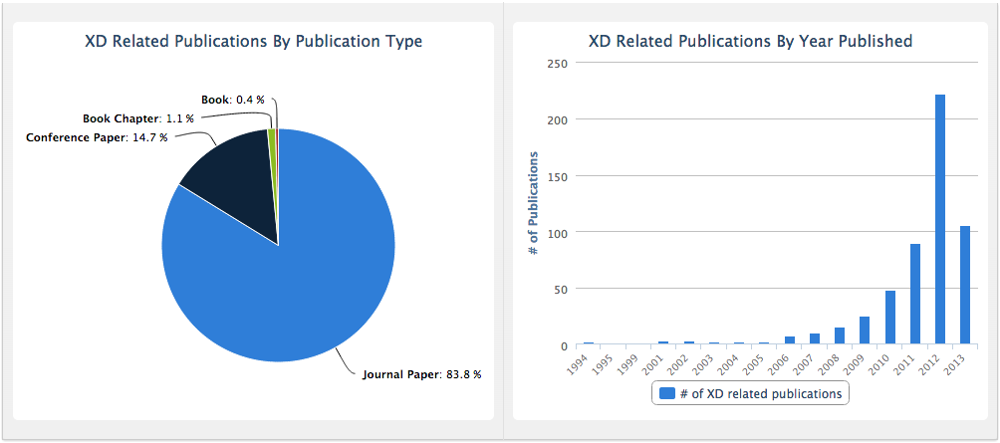 XD Related Publications By Publication Type
Book: 0.4 %
Book Chapter: 1.1 %
Conference Paper: 14.7 %
Journal Paper: 83.8 %
XD Related Publications By Year Published
# of Publications
250
200
150
100
50
0
1994
1995
1999
2001
2002
2003
2004
2005
2006
2007
2008
2009
2010
2011
2012
2013
# of XD related publications